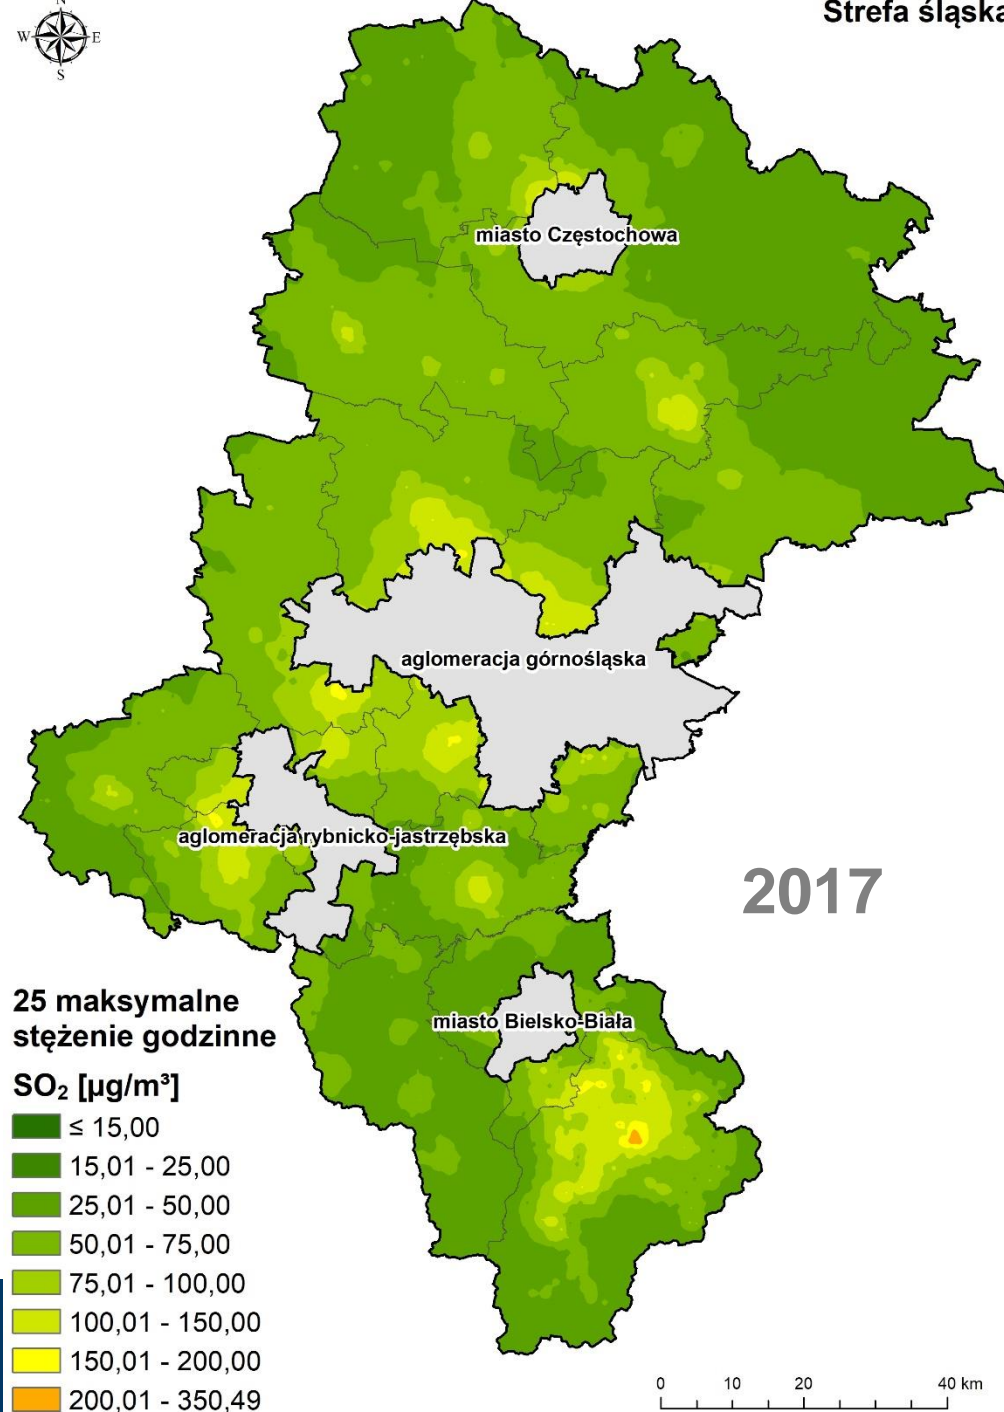 N
Strefa śląska
W E
S
miasto Częstochowa
aglomeracja górnośląska
aglomeracja rybnicko-jastrzębska
2017
miasto Bielsko-Biała
25 maksymalne
stężenie godzinne
SO₂ [µg/m³]
≤ 15,00
15,01 - 25,00
25,01 - 50,00
50,01 - 75,00
75,01 - 100,00
100,01 - 150,00
150,01 - 200,00
200,01 - 350,49
0 10 20 40 km